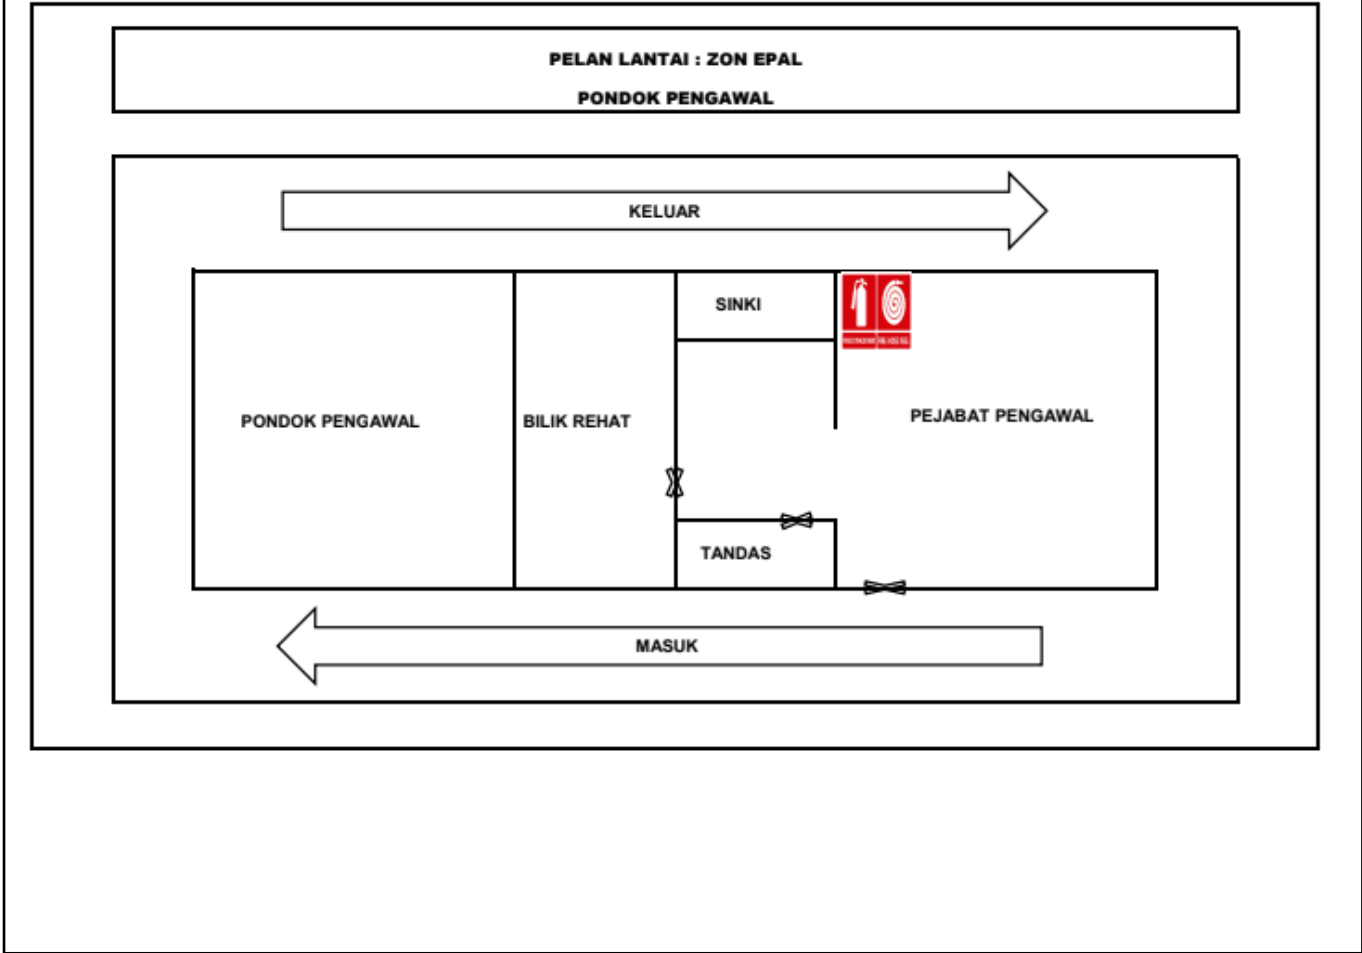 PELAN LANTAI : ZON EPAL
PONDOK PENGAWAL
KELUAR
SINKI
PONDOK PENGAWAL
BILIK REHAT
PEJABAT PENGAWAL
TANDAS
MASUK